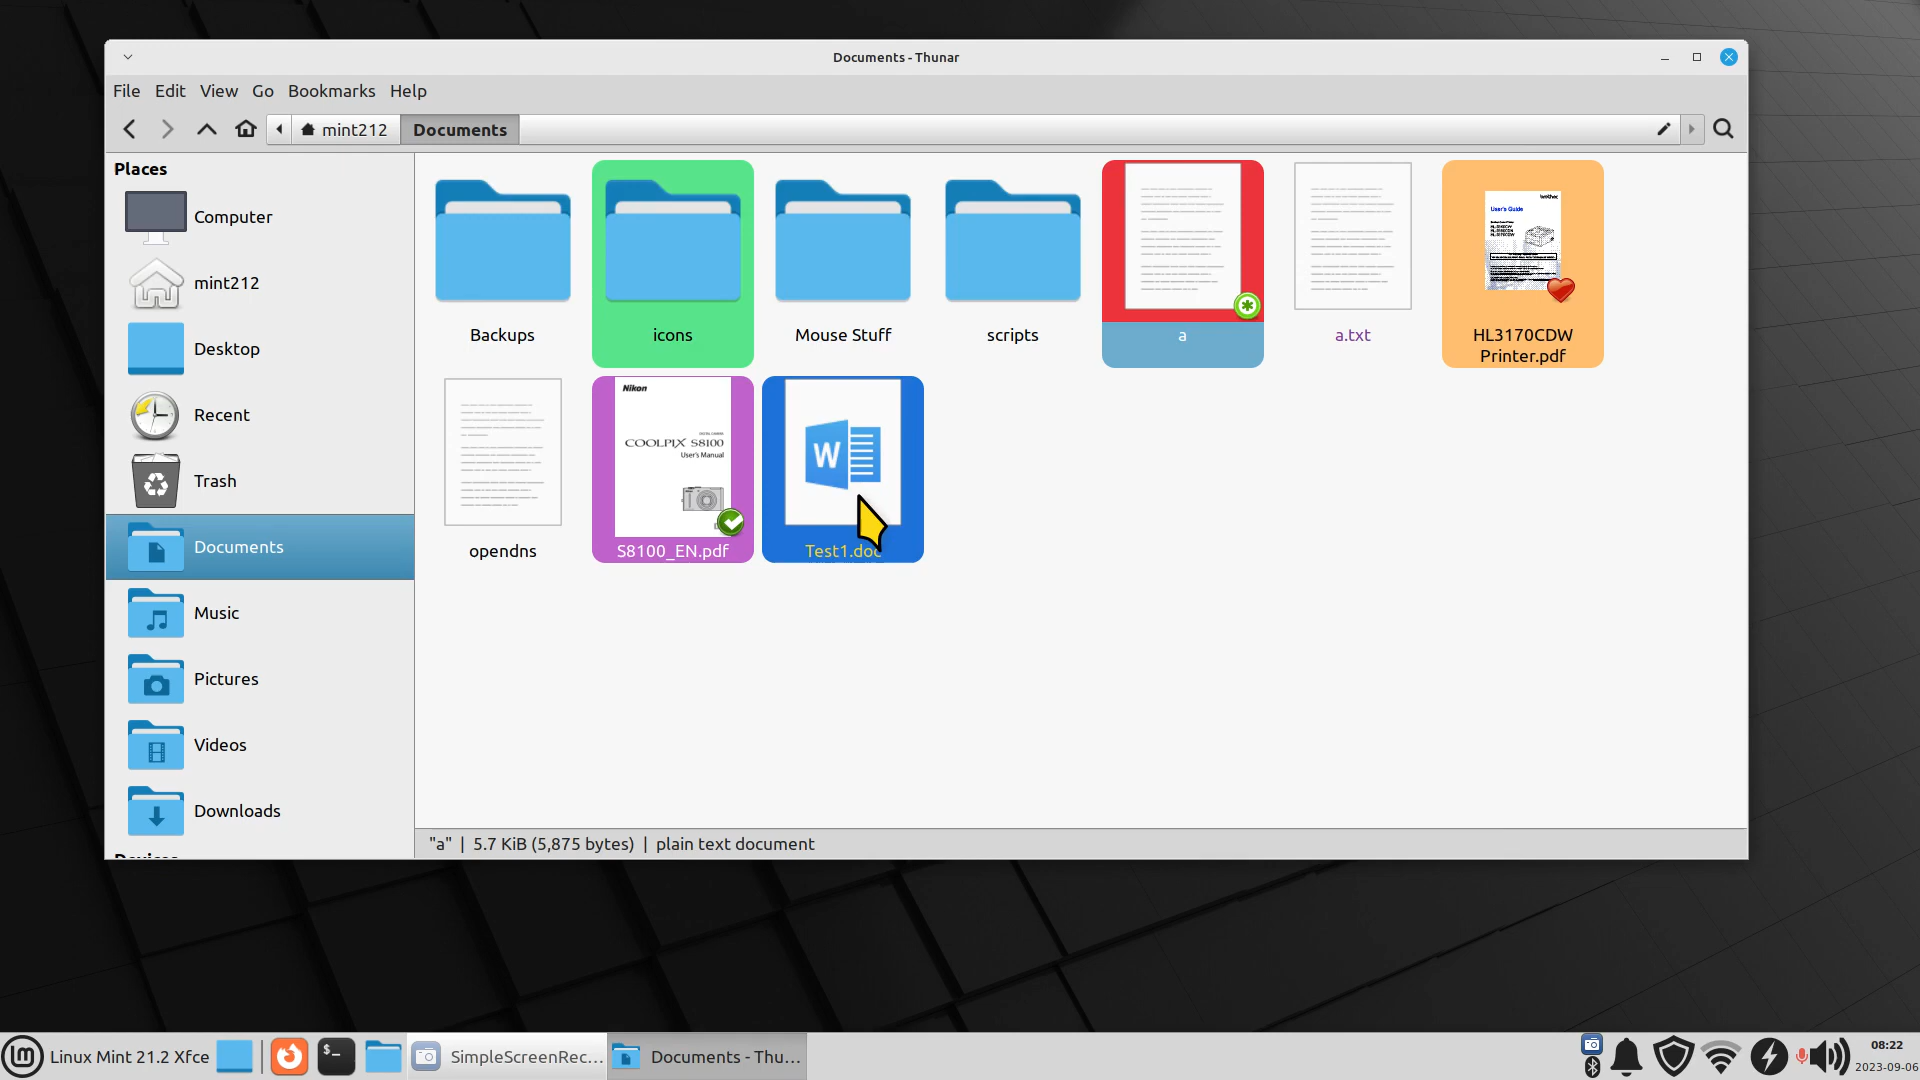 Documents - Thunar
File Edit View Go Bookmarks Help
mint212 Documents
Places
Computer
mint212
Desktop
Recent
Trash
Documents
Music
Pictures
Videos
Downloads
Backups
icons
Mouse Stuff
scripts
a
a.txt
brother
User's Guide
HL3170CDW
Printer.pdf
opendns
Nikon
COOLPIX S8100
User's Manual
S8100_EN.pdf
W
Test1.doc
"a" | 5.7 KiB (5,875 bytes) | plain text document
Linux Mint 21.2 Xfce
$_
SimpleScreenRec...
Documents - Thu...
08:22
2023-09-06